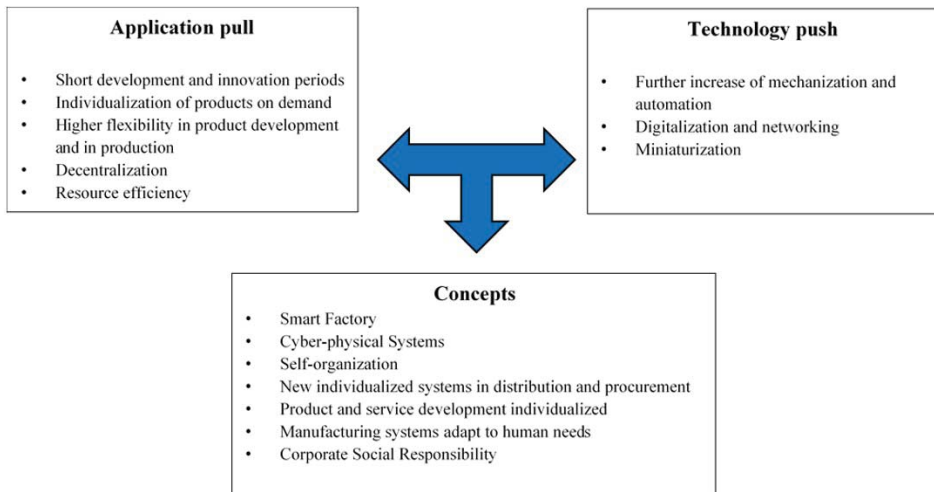 Application pull
• Short development and innovation periods
• Individualization of products on demand
• Higher flexibility in product development
and in production
• Decentralization
• Resource efficiency
Technology push
• Further increase of mechanization and
automation
• Digitalization and networking
• Miniaturization
Concepts
• Smart Factory
• Cyber-physical Systems
• Self-organization
• New individualized systems in distribution and procurement
• Product and service development individualized
• Manufacturing systems adapt to human needs
• Corporate Social Responsibility